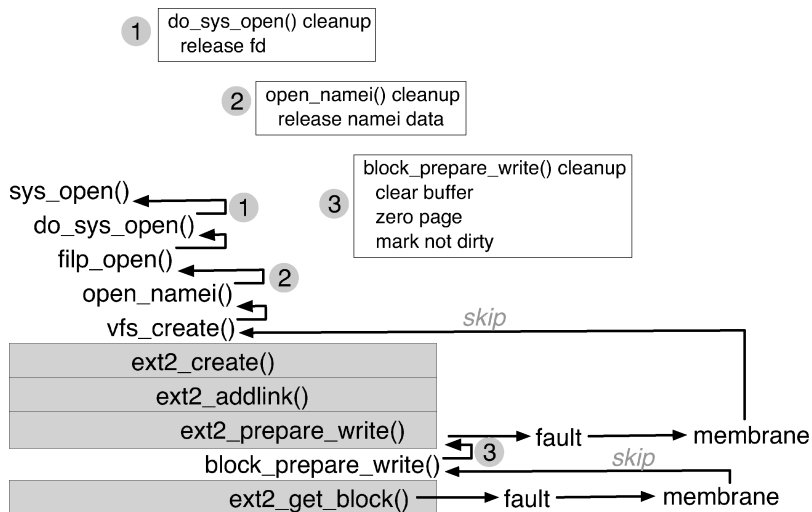 1
do_sys_open() cleanup
release fd
2
open_namei() cleanup
release namei data
3
block_prepare_write() cleanup
clear buffer
zero page
mark not dirty
sys_open()
1
do_sys_open()
filp_open()
2
open_namei()
vfs_create()
skip
ext2_create()
ext2_addlink()
ext2_prepare_write()
fault
membrane
3
block_prepare_write()
skip
ext2_get_block()
fault
membrane